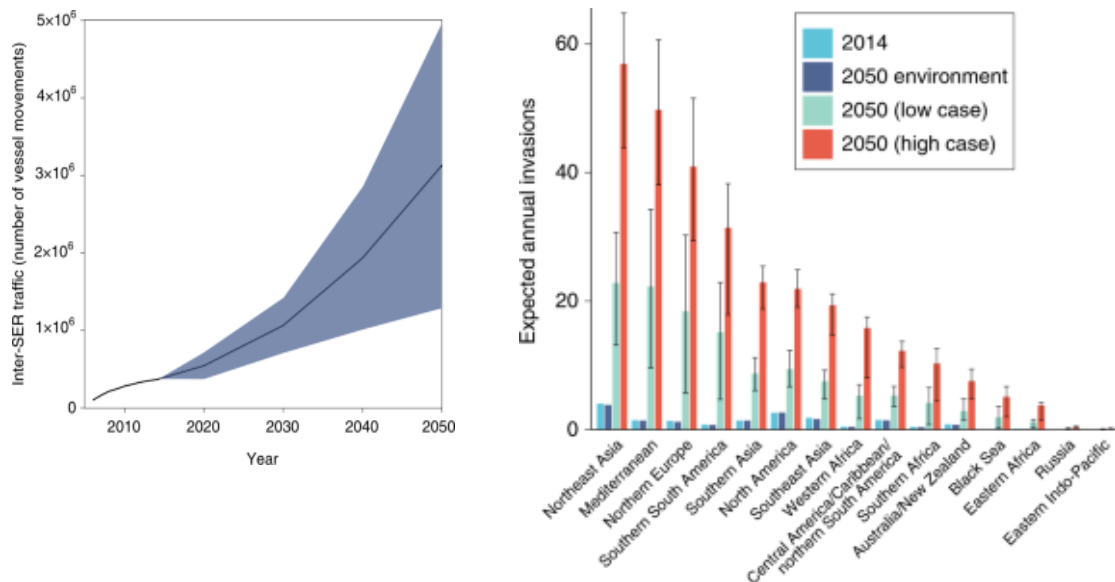 Inter-SER traffic (number of vessel movements)
5×10⁶
4×10⁶
3×10⁶
2×10⁶
1×10⁶
0
2010 2020 2030 2040 2050
Year
Expected annual invasions
60
40
20
0
2014
2050 environment
2050 (low case)
2050 (high case)
Northeast Asia
Mediterranean
Northern Europe
Southern South America
Southern Asia
North America
Southeast Asia
Western Africa
Central America/Caribbean/
northern South America
Southern Africa
Australia/New Zealand
Black Sea
Eastern Africa
Russia
Eastern Indo-Pacific